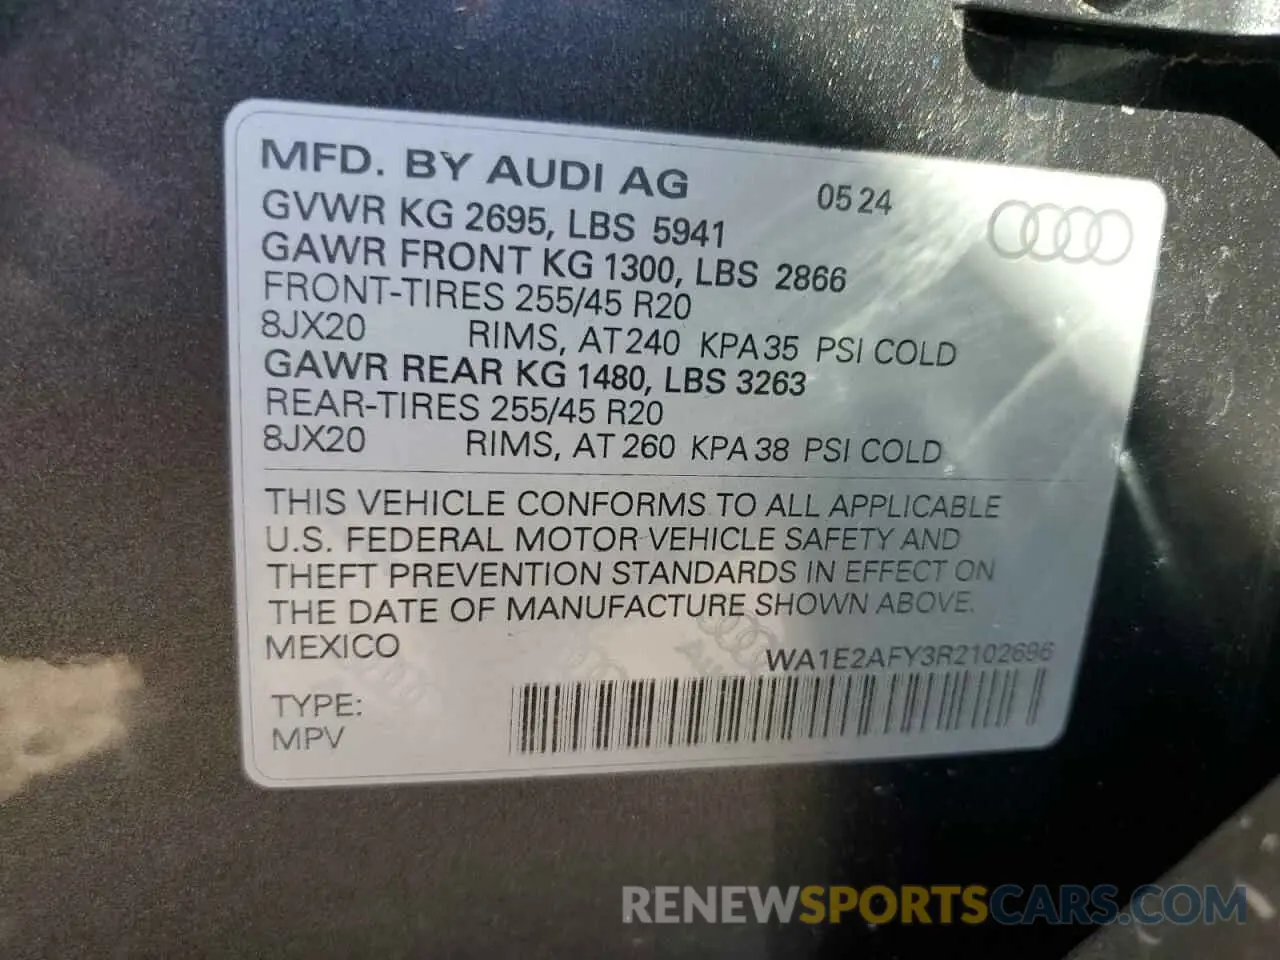 MFD. BY AUDI AG 05 24
GVWR KG 2695, LBS 5941
GAWR FRONT KG 1300, LBS 2866
FRONT-TIRES 255/45 R20
8JX20 RIMS, AT 240 KPA 35 PSI COLD
GAWR REAR KG 1480, LBS 3263
REAR-TIRES 255/45 R20
8JX20 RIMS, AT 260 KPA 38 PSI COLD
THIS VEHICLE CONFORMS TO ALL APPLICABLE
U.S. FEDERAL MOTOR VEHICLE SAFETY AND
THEFT PREVENTION STANDARDS IN EFFECT ON
THE DATE OF MANUFACTURE SHOWN ABOVE.
MEXICO
WA1E2AFY3R2102696
TYPE:
MPV
RENEWSPORTSCARS.COM